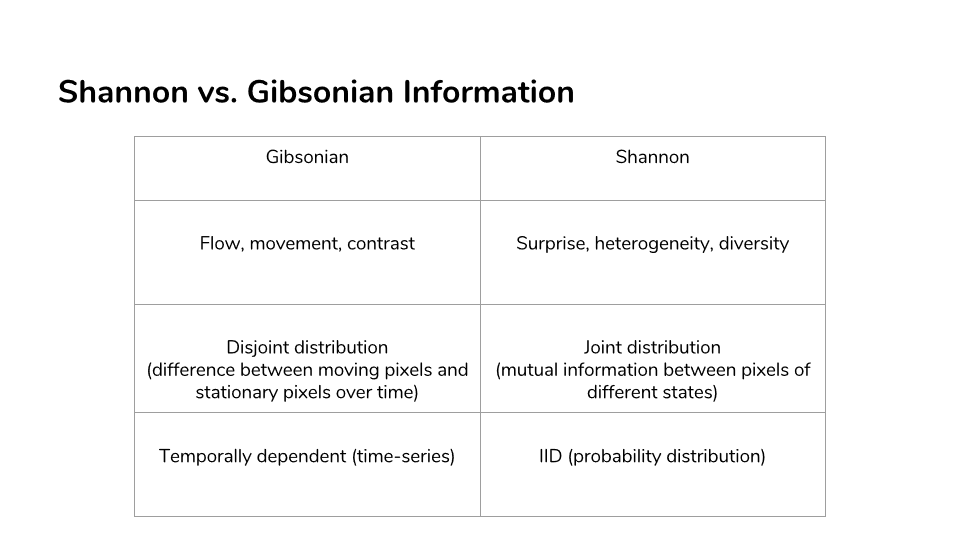 Shannon vs. Gibsonian Information
Gibsonian
Shannon
Flow, movement, contrast
Surprise, heterogeneity, diversity
Disjoint distribution
(difference between moving pixels and
stationary pixels over time)
Joint distribution
(mutual information between pixels of
different states)
Temporally dependent (time-series)
IID (probability distribution)